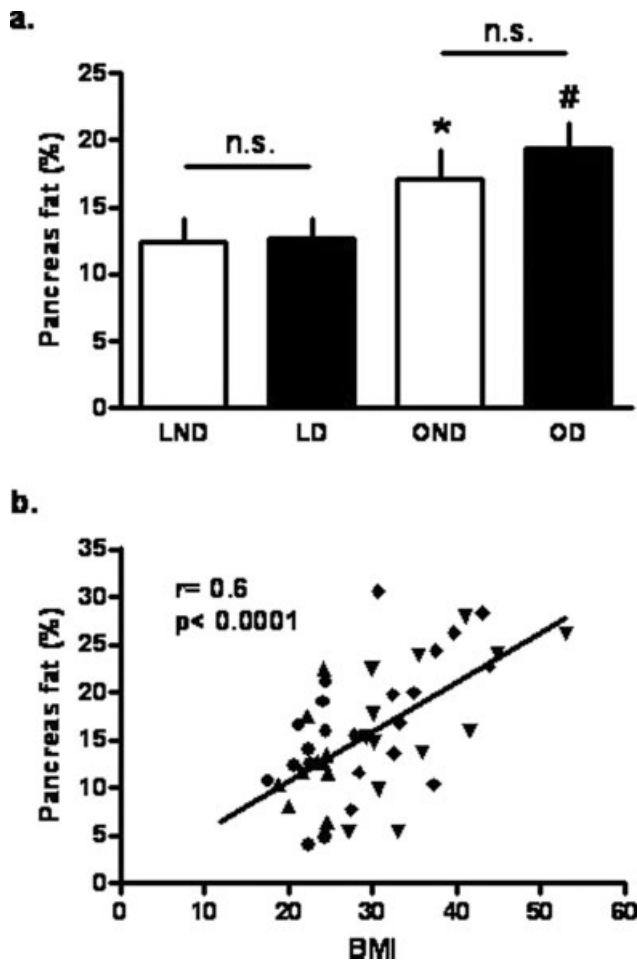 a.
n.s.
n.s.
*
#
25
20
15
10
5
0
Pancreas fat (%)
LND LD OND OD
b.
35
30
25
20
15
10
5
0
Pancreas fat (%)
r= 0.6
p< 0.0001
0 10 20 30 40 50 60
BMI